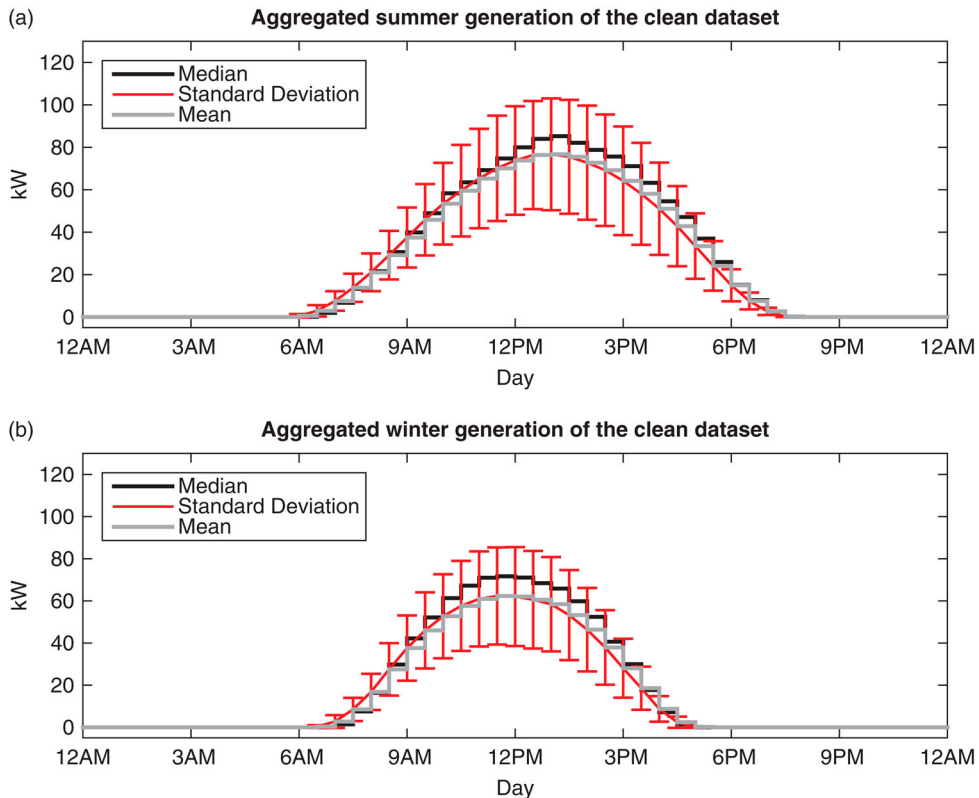 (a)
Aggregated summer generation of the clean dataset
120
100
80
60
40
20
0
kW
Median
Standard Deviation
Mean
12AM 3AM 6AM 9AM 12PM 3PM 6PM 9PM 12AM
Day
(b)
Aggregated winter generation of the clean dataset
120
100
80
60
40
20
0
kW
Median
Standard Deviation
Mean
12AM 3AM 6AM 9AM 12PM 3PM 6PM 9PM 12AM
Day